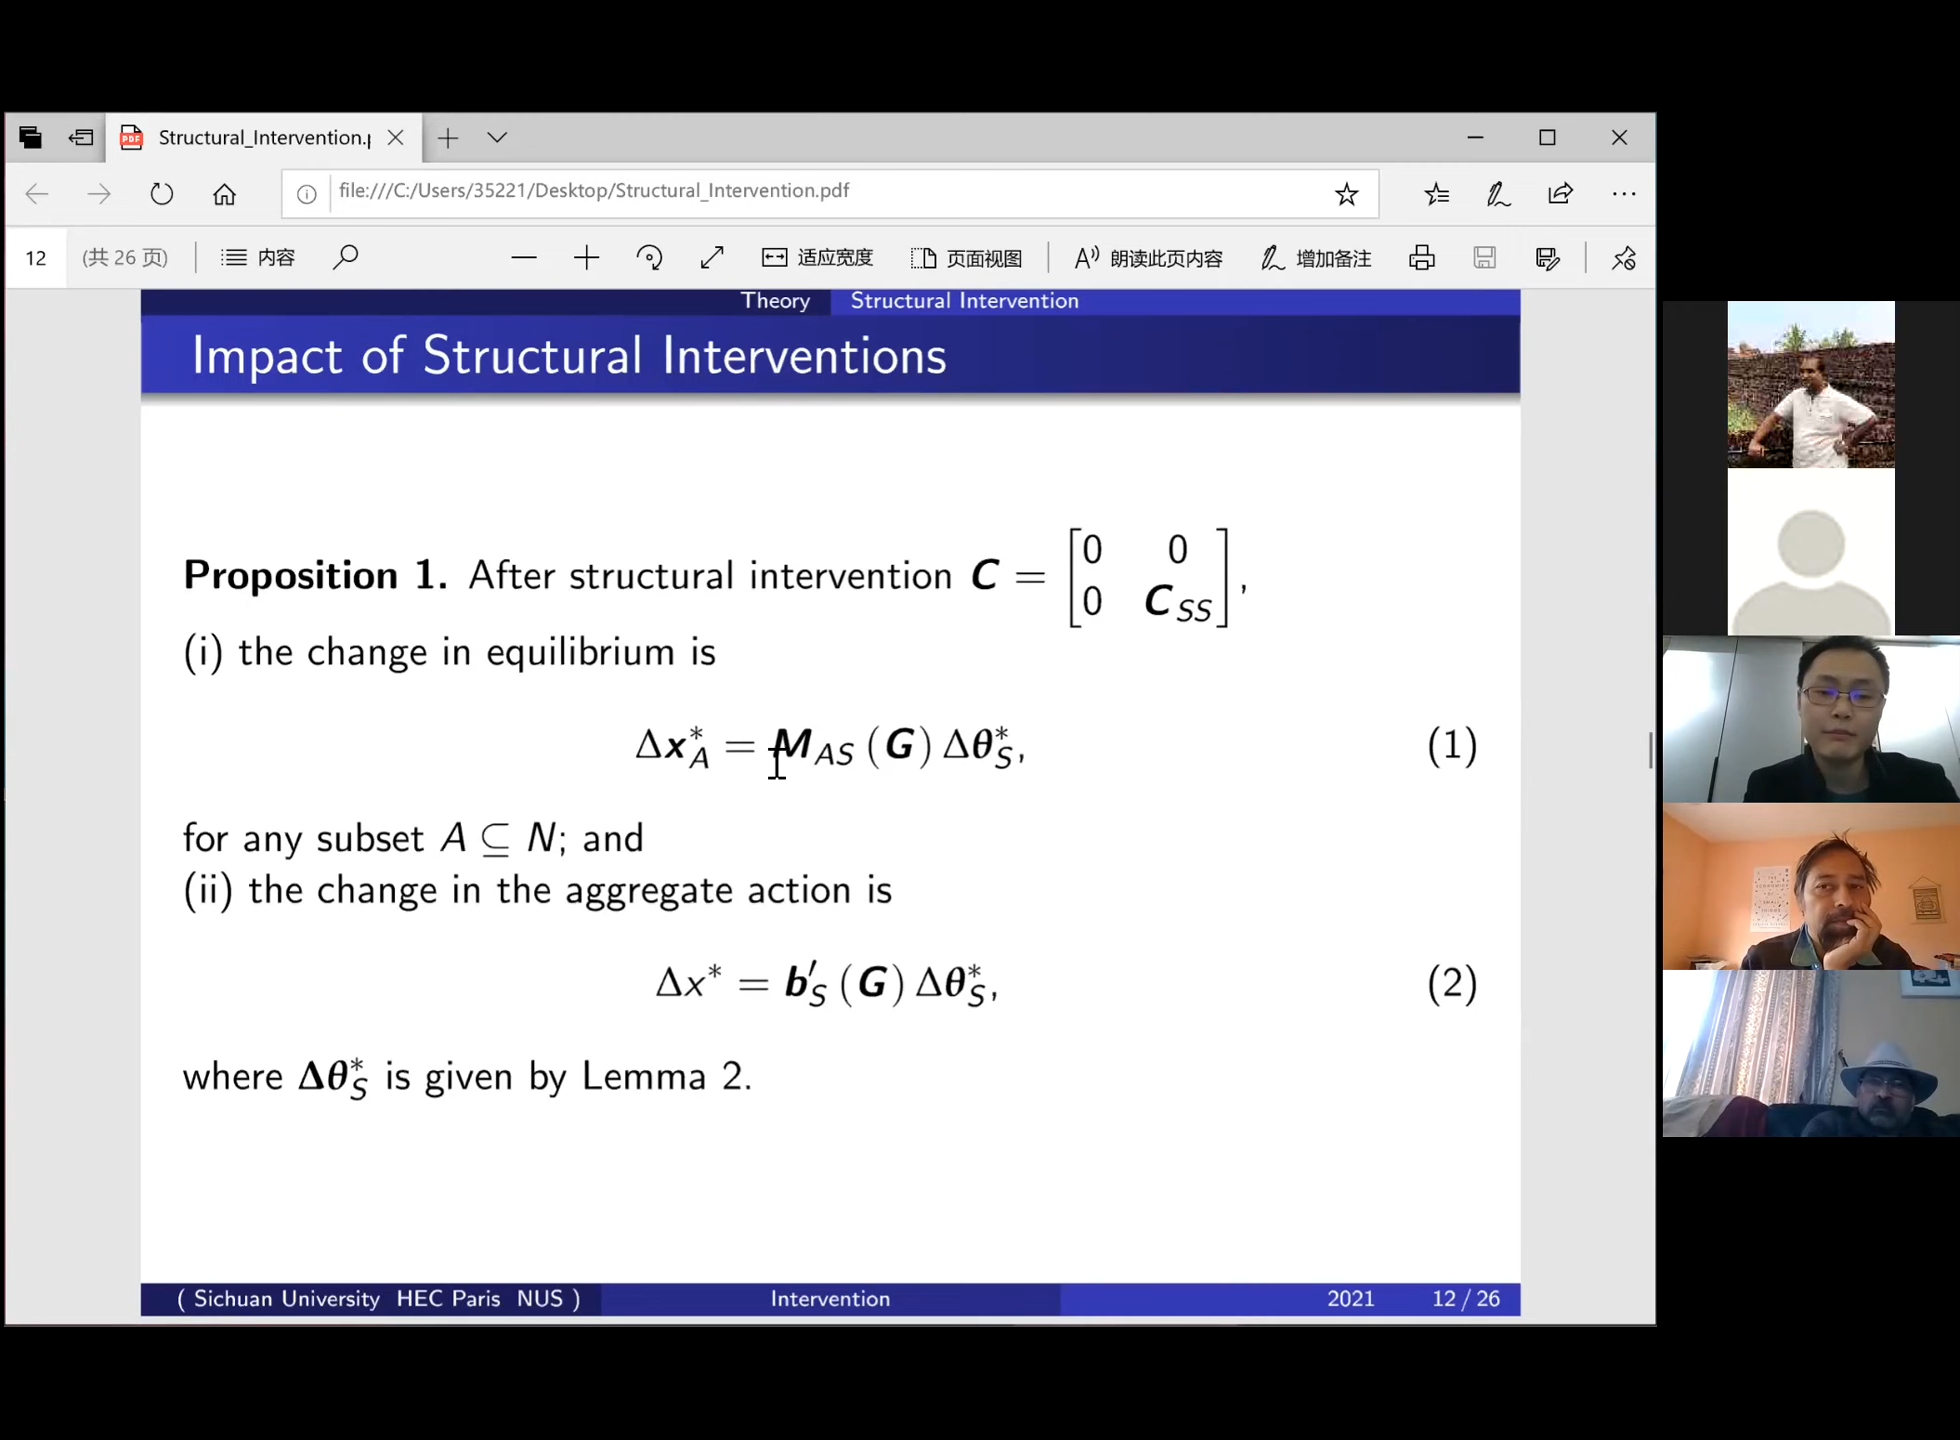 Structural_Intervention.p
file:///C:/Users/35221/Desktop/Structural_Intervention.pdf
12 (共 26 页) 内容 适应宽度 页面视图 朗读此页内容 增加备注
Theory Structural Intervention
Impact of Structural Interventions
Proposition 1. After structural intervention C = [0 0; 0 C_SS],
(i) the change in equilibrium is
Δx*_A = M_AS (G) Δθ*_S, (1)
for any subset A ⊆ N; and
(ii) the change in the aggregate action is
Δx* = b′_S (G) Δθ*_S, (2)
where Δθ*_S is given by Lemma 2.
( Sichuan University HEC Paris NUS ) Intervention 2021 12 / 26